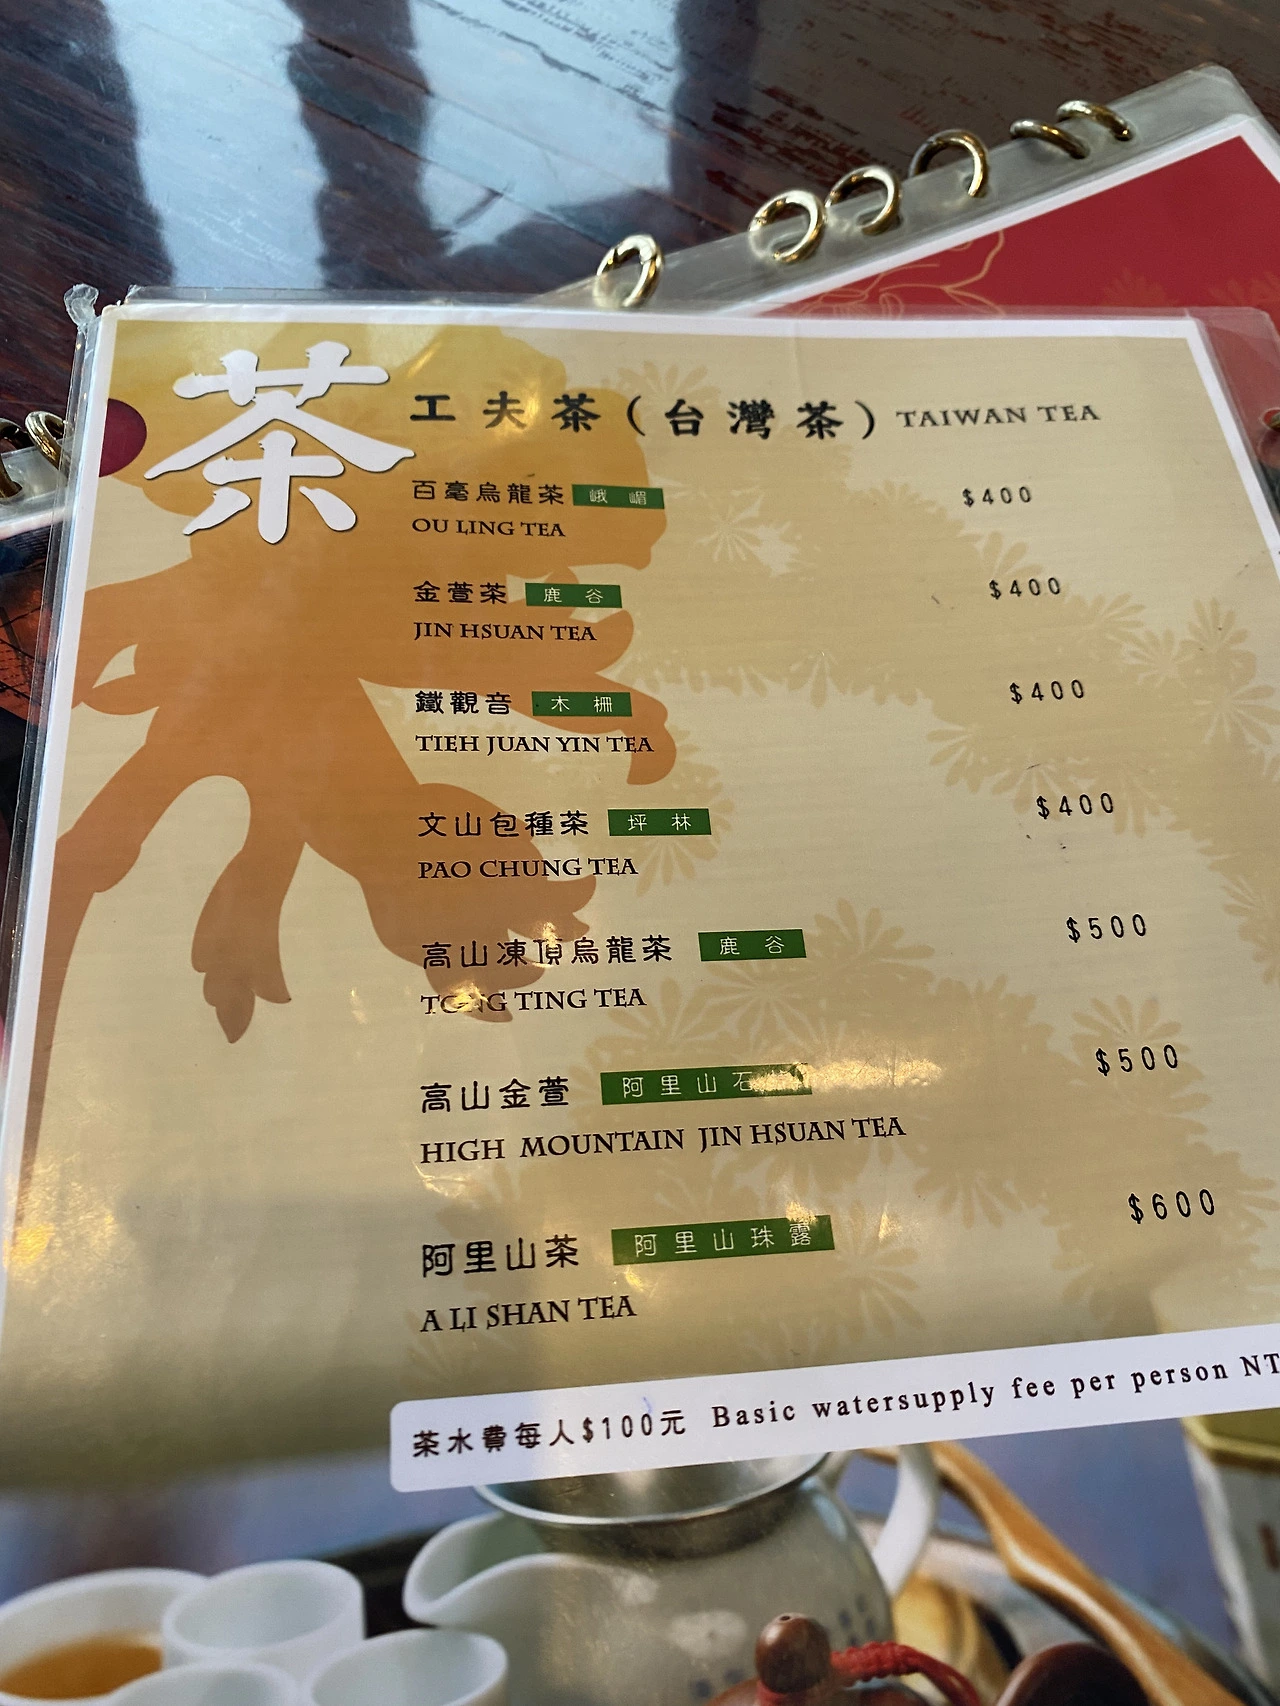 茶
工夫茶(台灣茶) TAIWAN TEA
百毫烏龍茶 峨嵋 $400
OU LING TEA
金萱茶 鹿谷 $400
JIN HSUAN TEA
鐵觀音 木柵 $400
TIEH JUAN YIN TEA
文山包種茶 坪林 $400
PAO CHUNG TEA
高山凍頂烏龍茶 鹿谷 $500
TONG TING TEA
高山金萱 阿里山石 $500
HIGH MOUNTAIN JIN HSUAN TEA
阿里山茶 阿里山珠露 $600
A LI SHAN TEA
茶水費每人$100元 Basic watersupply fee per person NT